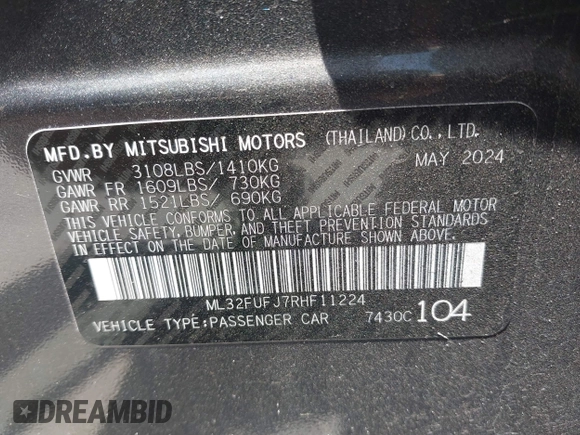 MFD.BY MITSUBISHI MOTORS (THAILAND)CO.,LTD.
GVWR 3108LBS/1410KG MAY 2024
GAWR FR 1609LBS/ 730KG
GAWR RR 1521LBS/ 690KG
THIS VEHICLE CONFORMS TO ALL APPLICABLE FEDERAL MOTOR
VEHICLE SAFETY, BUMPER, AND THEFT PREVENTION STANDARDS
IN EFFECT ON THE DATE OF MANUFACTURE SHOWN ABOVE.
ML32FUFJ7RHF11224
VEHICLE TYPE:PASSENGER CAR 7430C 104
DREAMBID